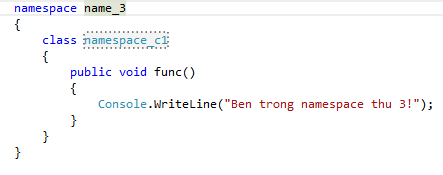 namespace name_3
{
class namespace_c1
{
public void func()
{
Console.WriteLine("Ben trong namespace thu 3!");
}
}
}